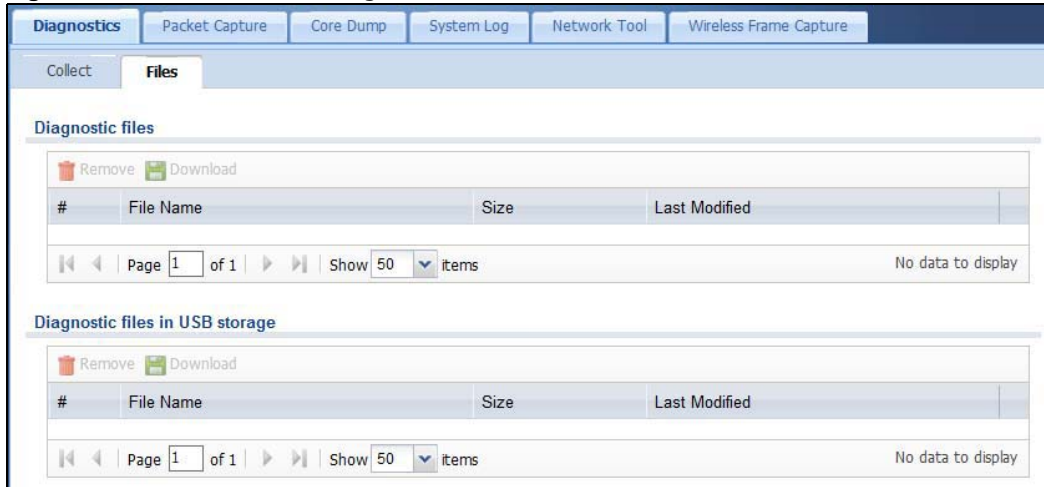 Diagnostics Packet Capture Core Dump System Log Network Tool Wireless Frame Capture
Collect Files
Diagnostic files
Remove Download
# File Name Size Last Modified
Page 1 of 1 Show 50 items No data to display
Diagnostic files in USB storage
Remove Download
# File Name Size Last Modified
Page 1 of 1 Show 50 items No data to display